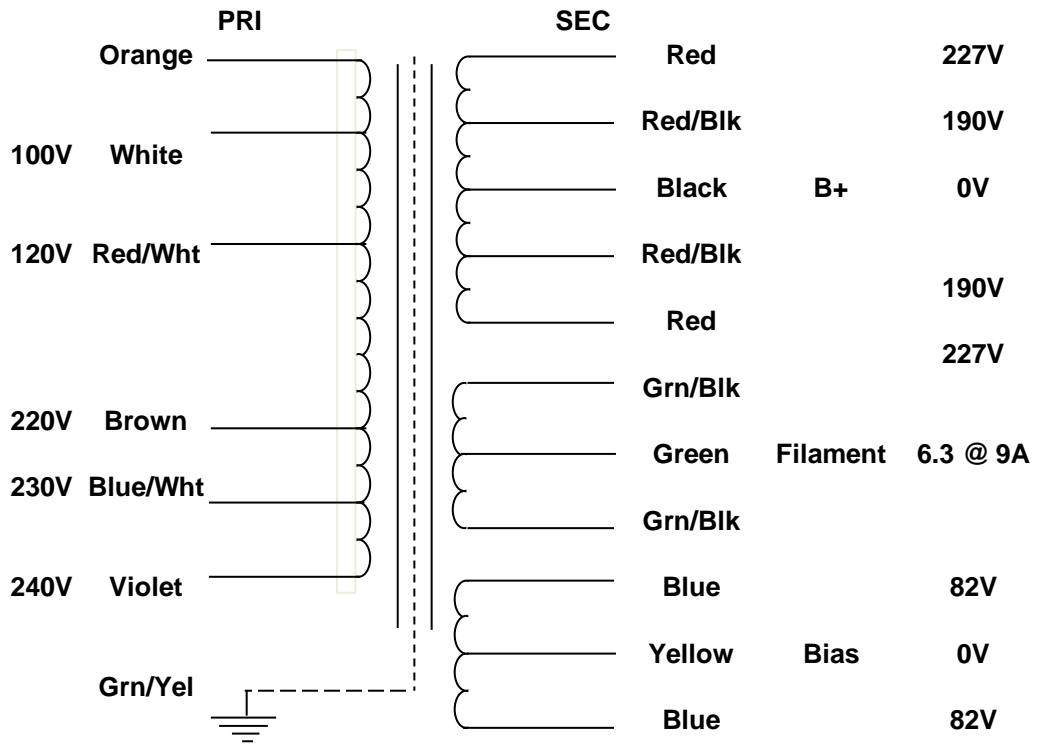 PRI SEC
Orange Red 227V
Red/Blk 190V
100V White
Black B+ 0V
120V Red/Wht Red/Blk
190V
Red
227V
Grn/Blk
220V Brown
Green Filament 6.3 @ 9A
230V Blue/Wht
Grn/Blk
240V Violet Blue 82V
Yellow Bias 0V
Grn/Yel
Blue 82V